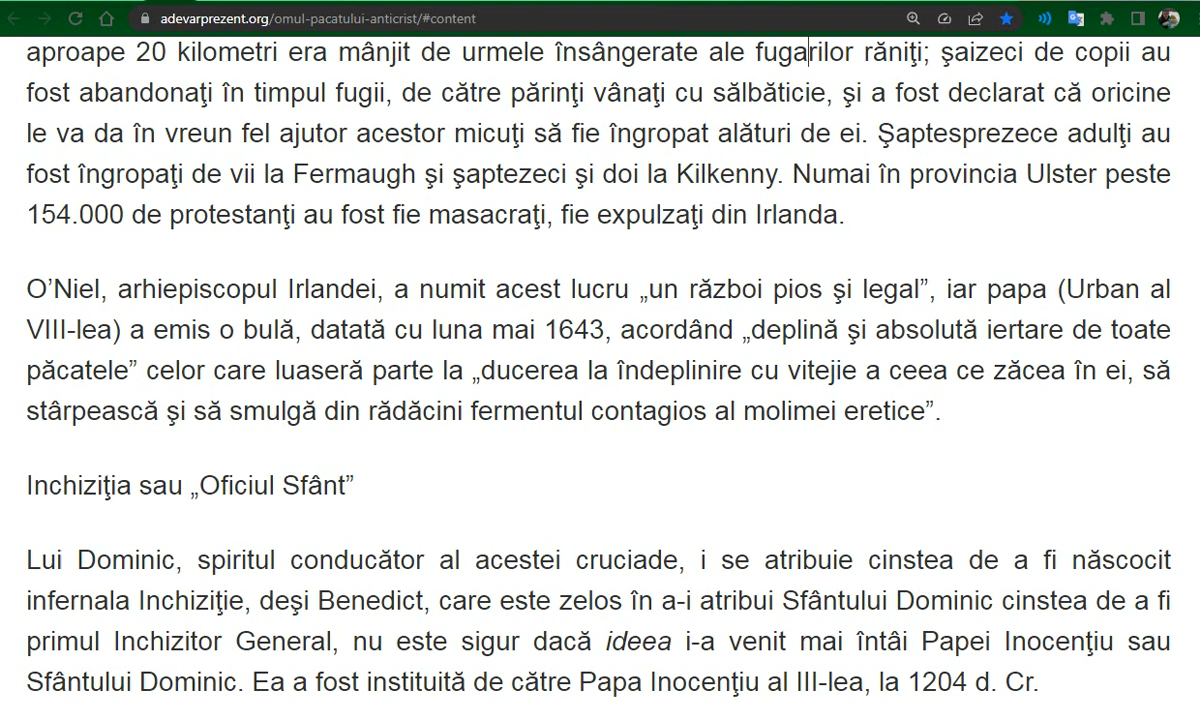 adevarprezent.org/omul-pacatului-anticrist/#content
aproape 20 kilometri era mânjit de urmele însângerate ale fugarilor răniţi; şaizeci de copii au
fost abandonaţi în timpul fugii, de către părinţi vânaţi cu sălbăticie, şi a fost declarat că oricine
le va da în vreun fel ajutor acestor micuţi să fie îngropat alături de ei. Şaptesprezece adulţi au
fost îngropaţi de vii la Fermaugh şi şaptezeci şi doi la Kilkenny. Numai în provincia Ulster peste
154.000 de protestanţi au fost fie masacraţi, fie expulzaţi din Irlanda.
O’Niel, arhiepiscopul Irlandei, a numit acest lucru „un război pios şi legal”, iar papa (Urban al
VIII-lea) a emis o bulă, datată cu luna mai 1643, acordând „deplină şi absolută iertare de toate
păcatele” celor care luaseră parte la „ducerea la îndeplinire cu vitejie a ceea ce zăcea în ei, să
stârpească şi să smulgă din rădăcini fermentul contagios al molimei eretice”.
Inchiziţia sau „Oficiul Sfânt”
Lui Dominic, spiritul conducător al acestei cruciade, i se atribuie cinstea de a fi născocit
infernala Inchiziţie, deşi Benedict, care este zelos în a-i atribui Sfântului Dominic cinstea de a fi
primul Inchizitor General, nu este sigur dacă ideea i-a venit mai întâi Papei Inocenţiu sau
Sfântului Dominic. Ea a fost instituită de către Papa Inocenţiu al III-lea, la 1204 d. Cr.